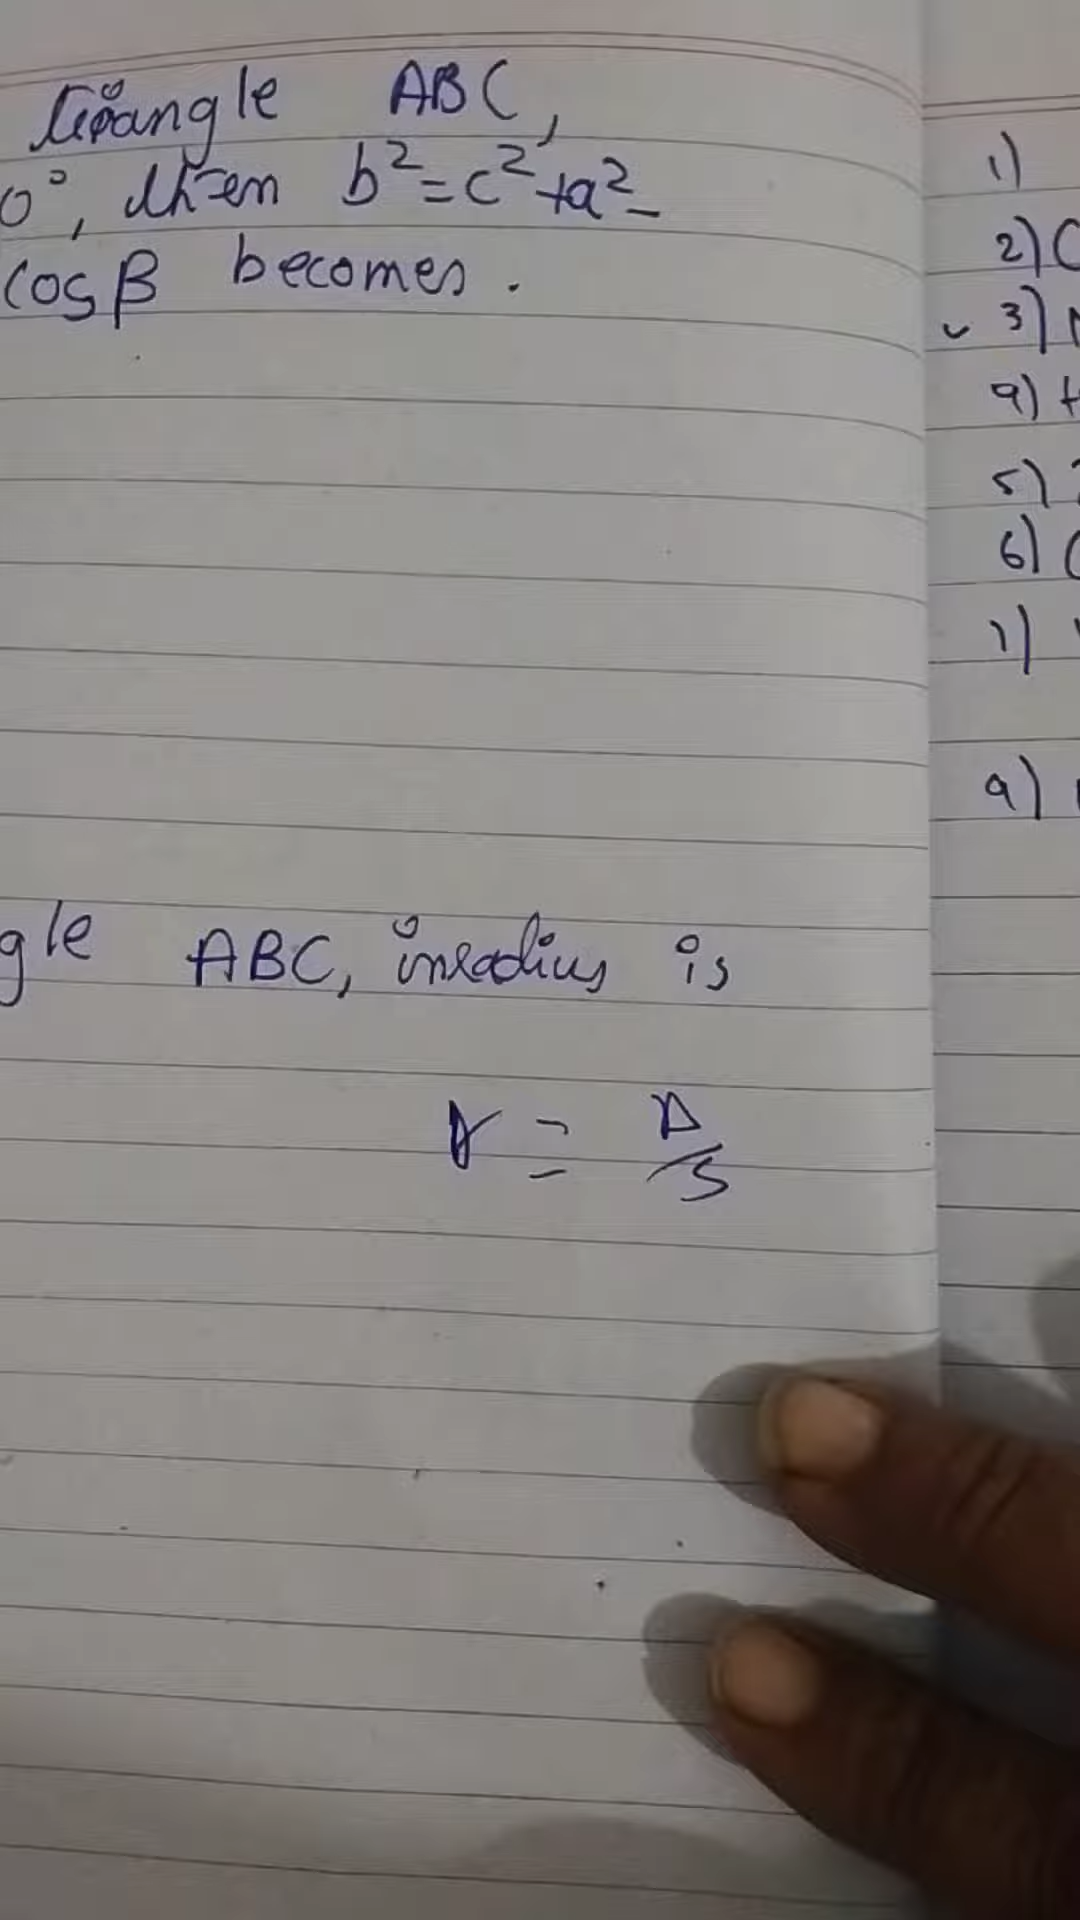 triangle ABC,
0°, then b²=c²+a²-
cos β becomes.
gle ABC, inradius is
r = Δ/S
1)
2) C
3)
4)
5)
6) C
1)
9)